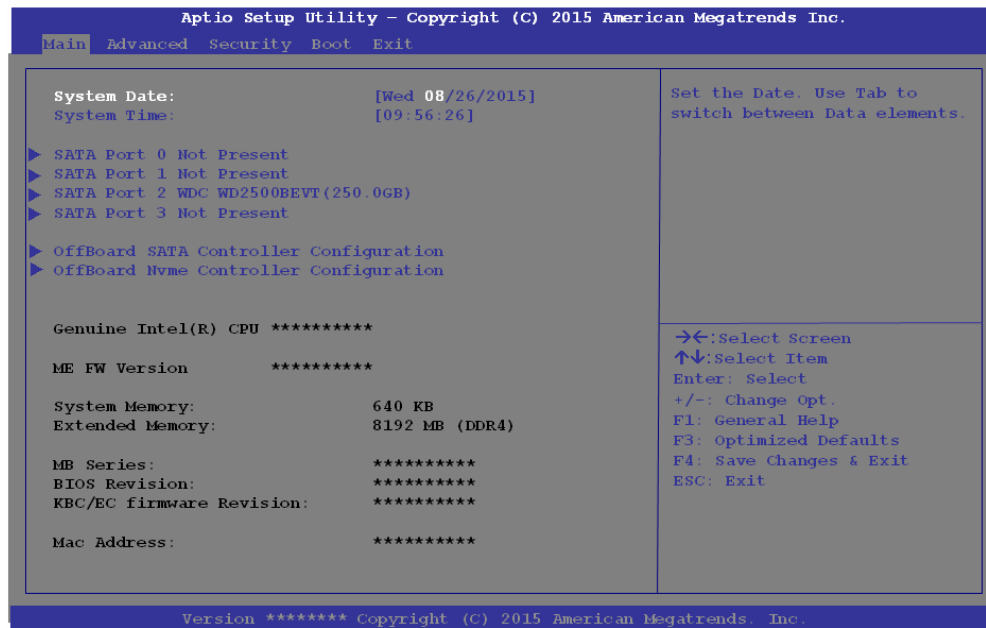 Aptio Setup Utility – Copyright (C) 2015 American Megatrends Inc.
Main Advanced Security Boot Exit
System Date: [Wed 08/26/2015]
System Time: [09:56:26]
▶ SATA Port 0 Not Present
▶ SATA Port 1 Not Present
▶ SATA Port 2 WDC WD2500BEVT(250.0GB)
▶ SATA Port 3 Not Present
▶ OffBoard SATA Controller Configuration
▶ OffBoard Nvme Controller Configuration
Genuine Intel(R) CPU **********
ME FW Version **********
System Memory: 640 KB
Extended Memory: 8192 MB (DDR4)
MB Series: **********
BIOS Revision: **********
KBC/EC firmware Revision: **********
Mac Address: **********
Set the Date. Use Tab to
switch between Data elements.
→←:Select Screen
↑↓:Select Item
Enter: Select
+/-: Change Opt.
F1: General Help
F3: Optimized Defaults
F4: Save Changes & Exit
ESC: Exit
Version ******** Copyright (C) 2015 American Megatrends. Inc.